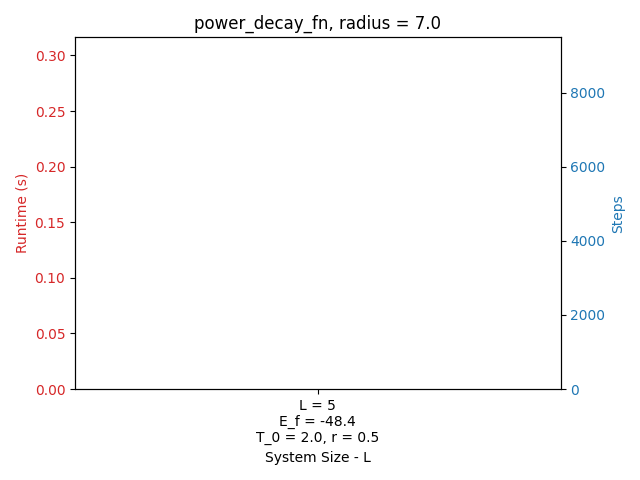 power_decay_fn, radius = 7.0
0.30
0.25
0.20
0.15
0.10
0.05
0.00
Runtime (s)
8000
6000
4000
2000
0
Steps
L = 5
E_f = -48.4
T_0 = 2.0, r = 0.5
System Size - L